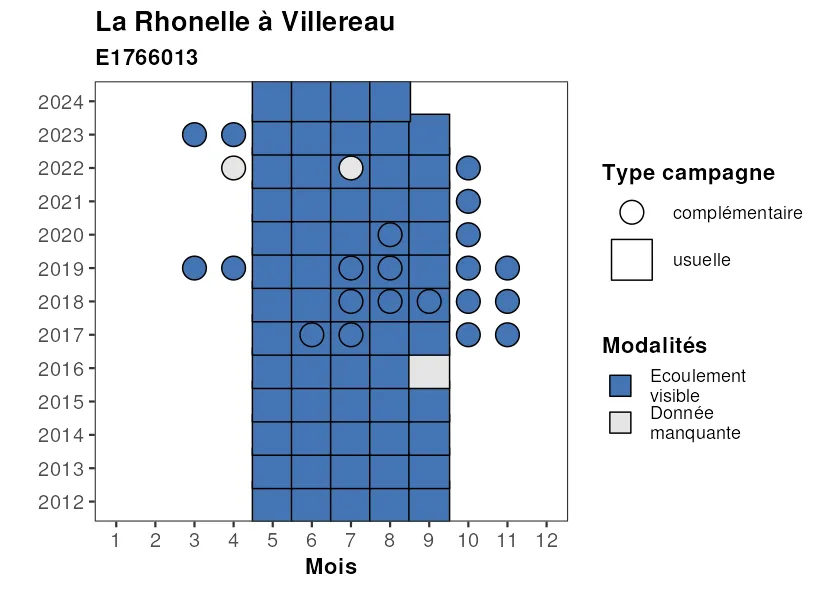 La Rhonelle à Villereau
E1766013
2024
2023
2022
2021
2020
2019
2018
2017
2016
2015
2014
2013
2012
1 2 3 4 5 6 7 8 9 10 11 12
Mois
Type campagne
complémentaire
usuelle
Modalités
Ecoulement
visible
Donnée
manquante